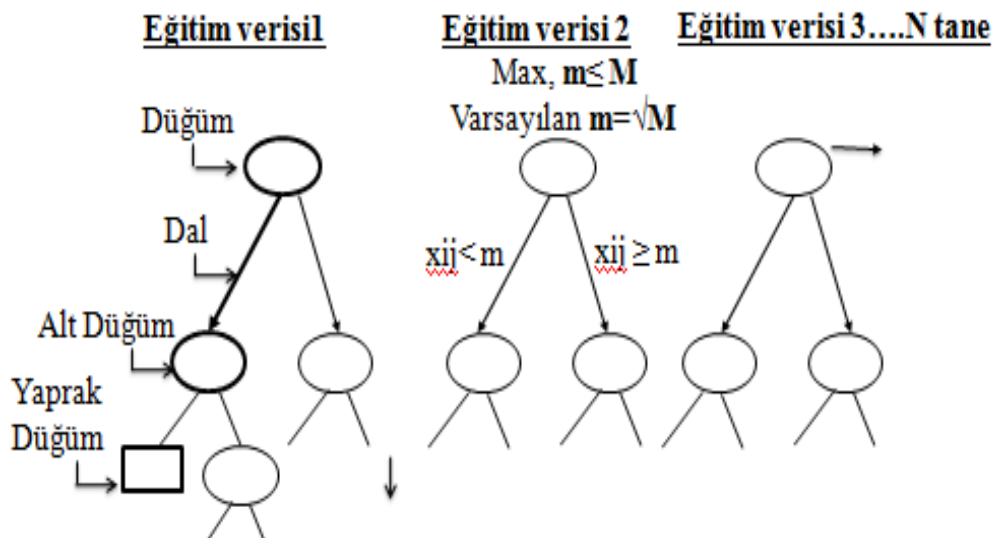 Eğitim verisi1
Eğitim verisi 2
Eğitim verisi 3....N tane
Max, m≤ M
Varsayılan m=√M
Düğüm
Dal
xij< m
xij ≥ m
Alt Düğüm
Yaprak
Düğüm